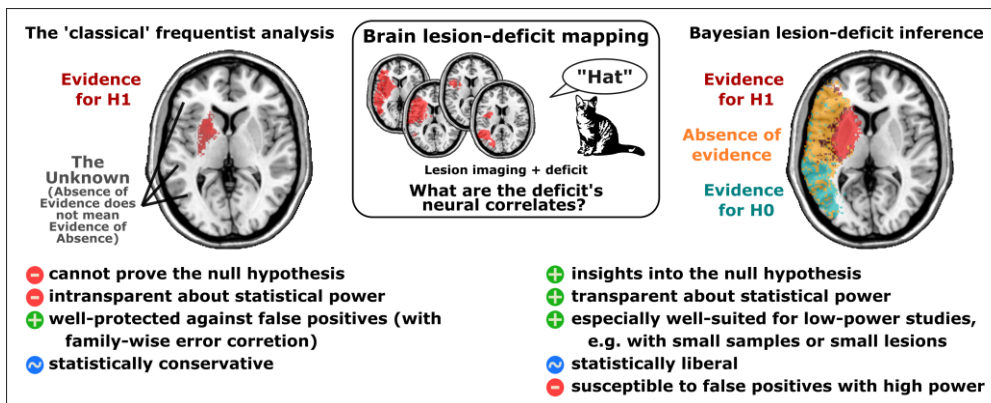 The 'classical' frequentist analysis
Evidence
for H1
The
Unknown
(Absence of
Evidence does
not mean
Evidence of
Absence)
cannot prove the null hypothesis
intransparent about statistical power
well-protected against false positives (with
family-wise error corretion)
statistically conservative
Brain lesion-deficit mapping
"Hat"
Lesion imaging + deficit
What are the deficit's
neural correlates?
Bayesian lesion-deficit inference
Evidence
for H1
Absence of
evidence
Evidence
for H0
insights into the null hypothesis
transparent about statistical power
especially well-suited for low-power studies,
e.g. with small samples or small lesions
statistically liberal
susceptible to false positives with high power